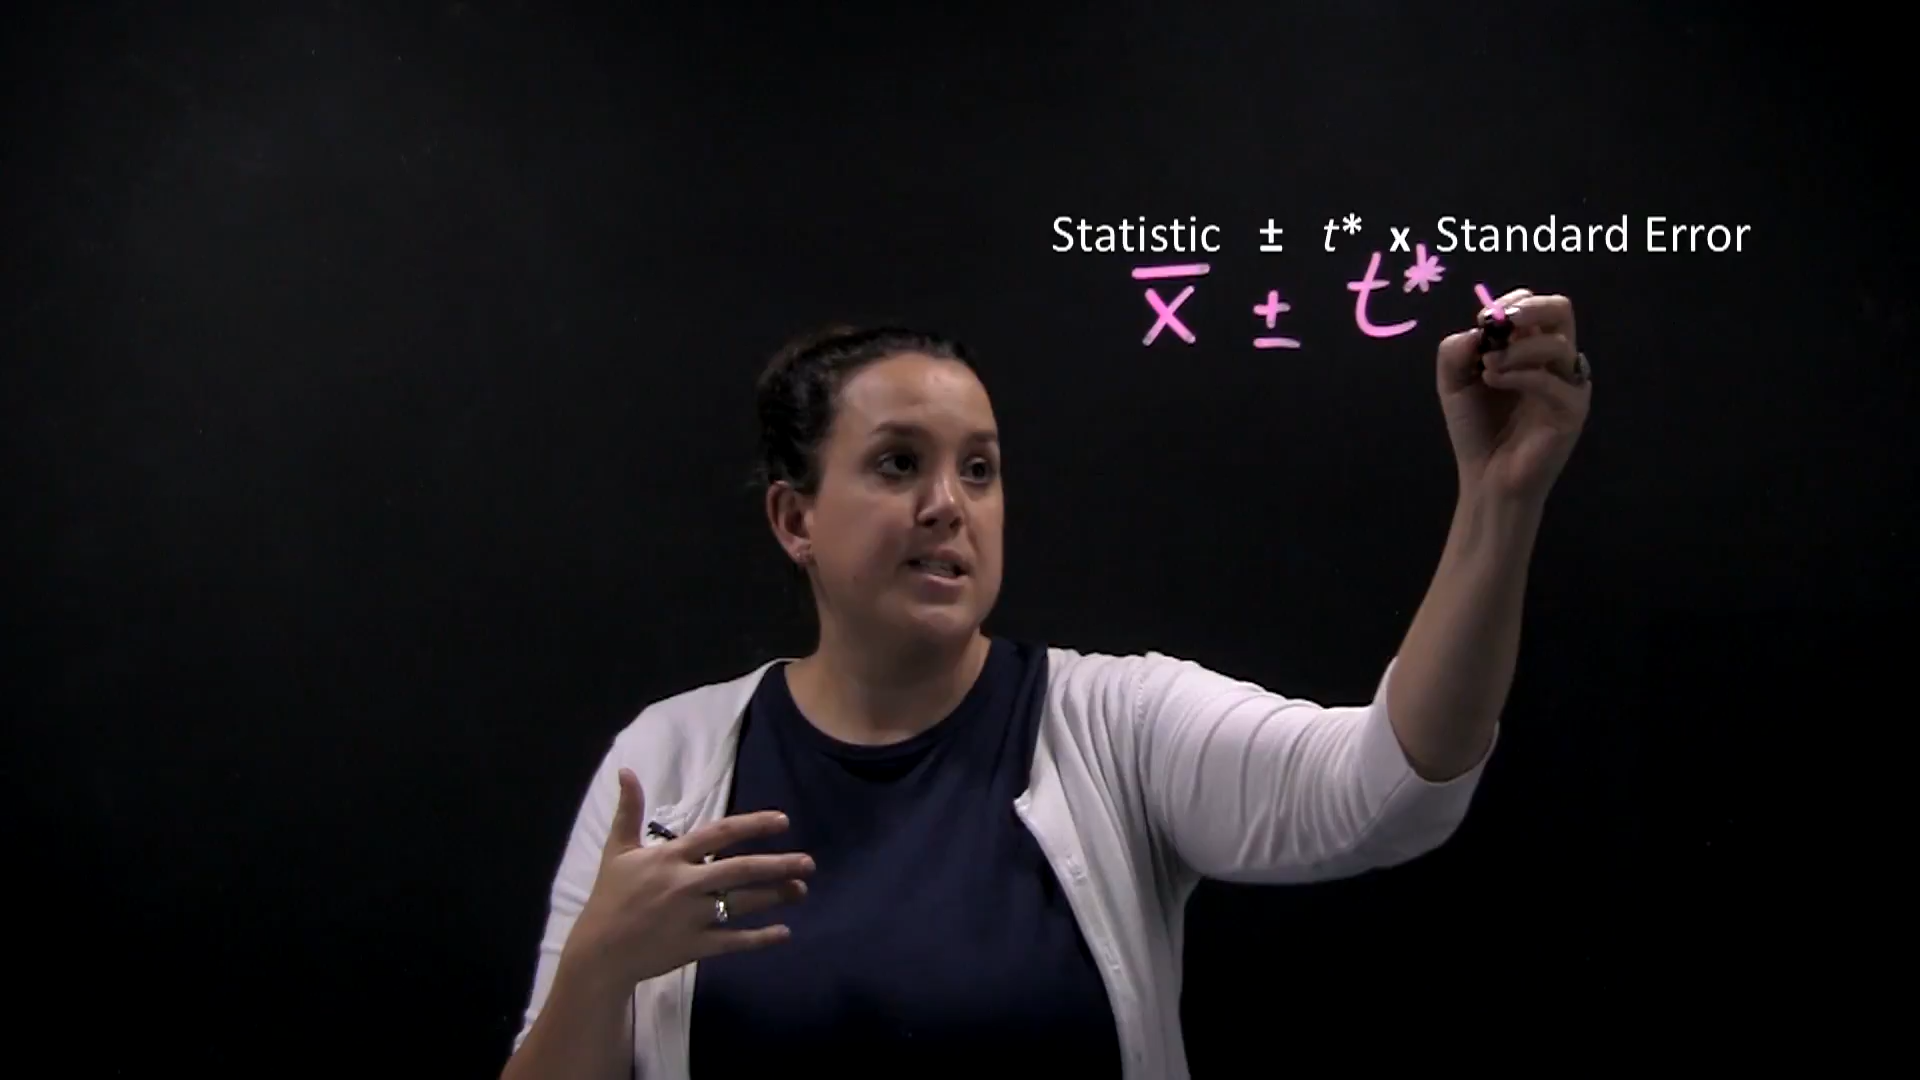 Statistic ± t* x Standard Error
x̅ ± t* x